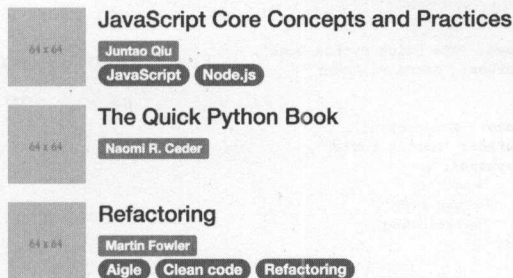 JavaScript Core Concepts and Practices
64 x 64
Juntao Qiu
JavaScript Node.js
The Quick Python Book
64 x 64
Naomi R. Ceder
Refactoring
64 x 64
Martin Fowler
Aigle Clean code Refactoring